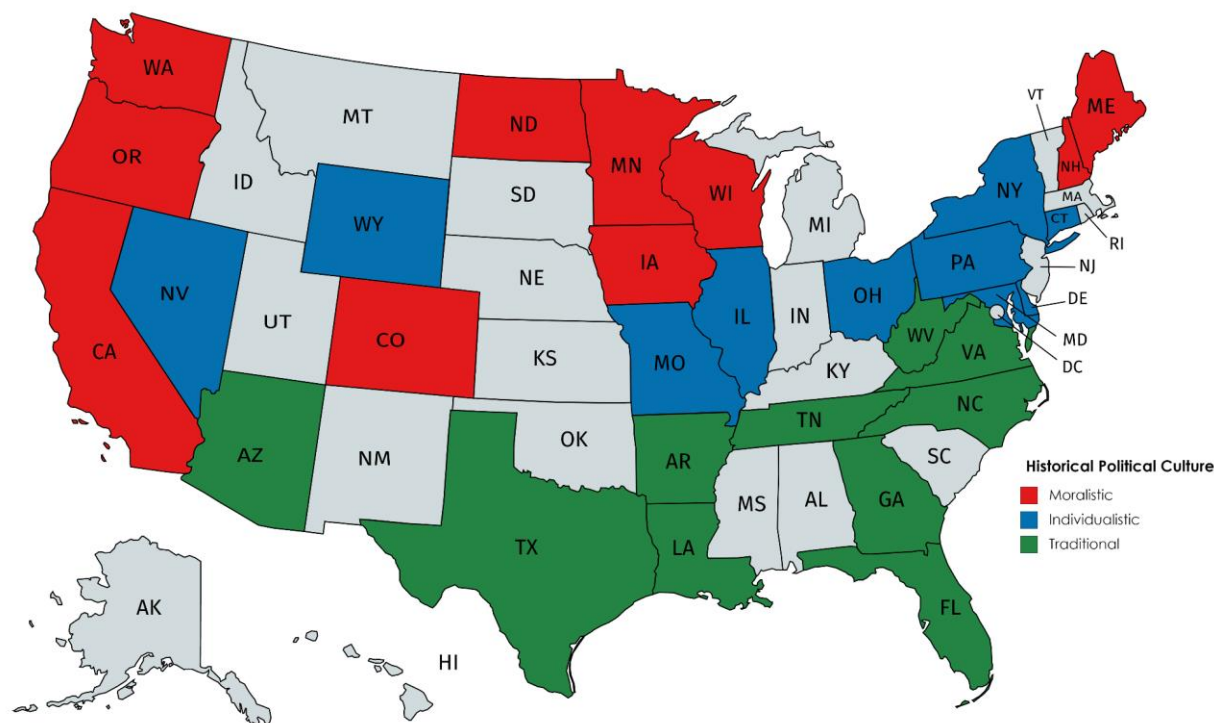 WA
MT
ND
MN
VT
ME
OR
ID
SD
WI
NH
NY
MA
WY
MI
CT
RI
IA
PA
NJ
NE
NV
OH
DE
IL
IN
UT
CO
WV
MD
CA
KS
MO
VA
DC
KY
NC
TN
OK
AZ
NM
AR
SC
Historical Political Culture
MS
AL
GA
Moralistic
Individualistic
TX
LA
Traditional
AK
FL
HI